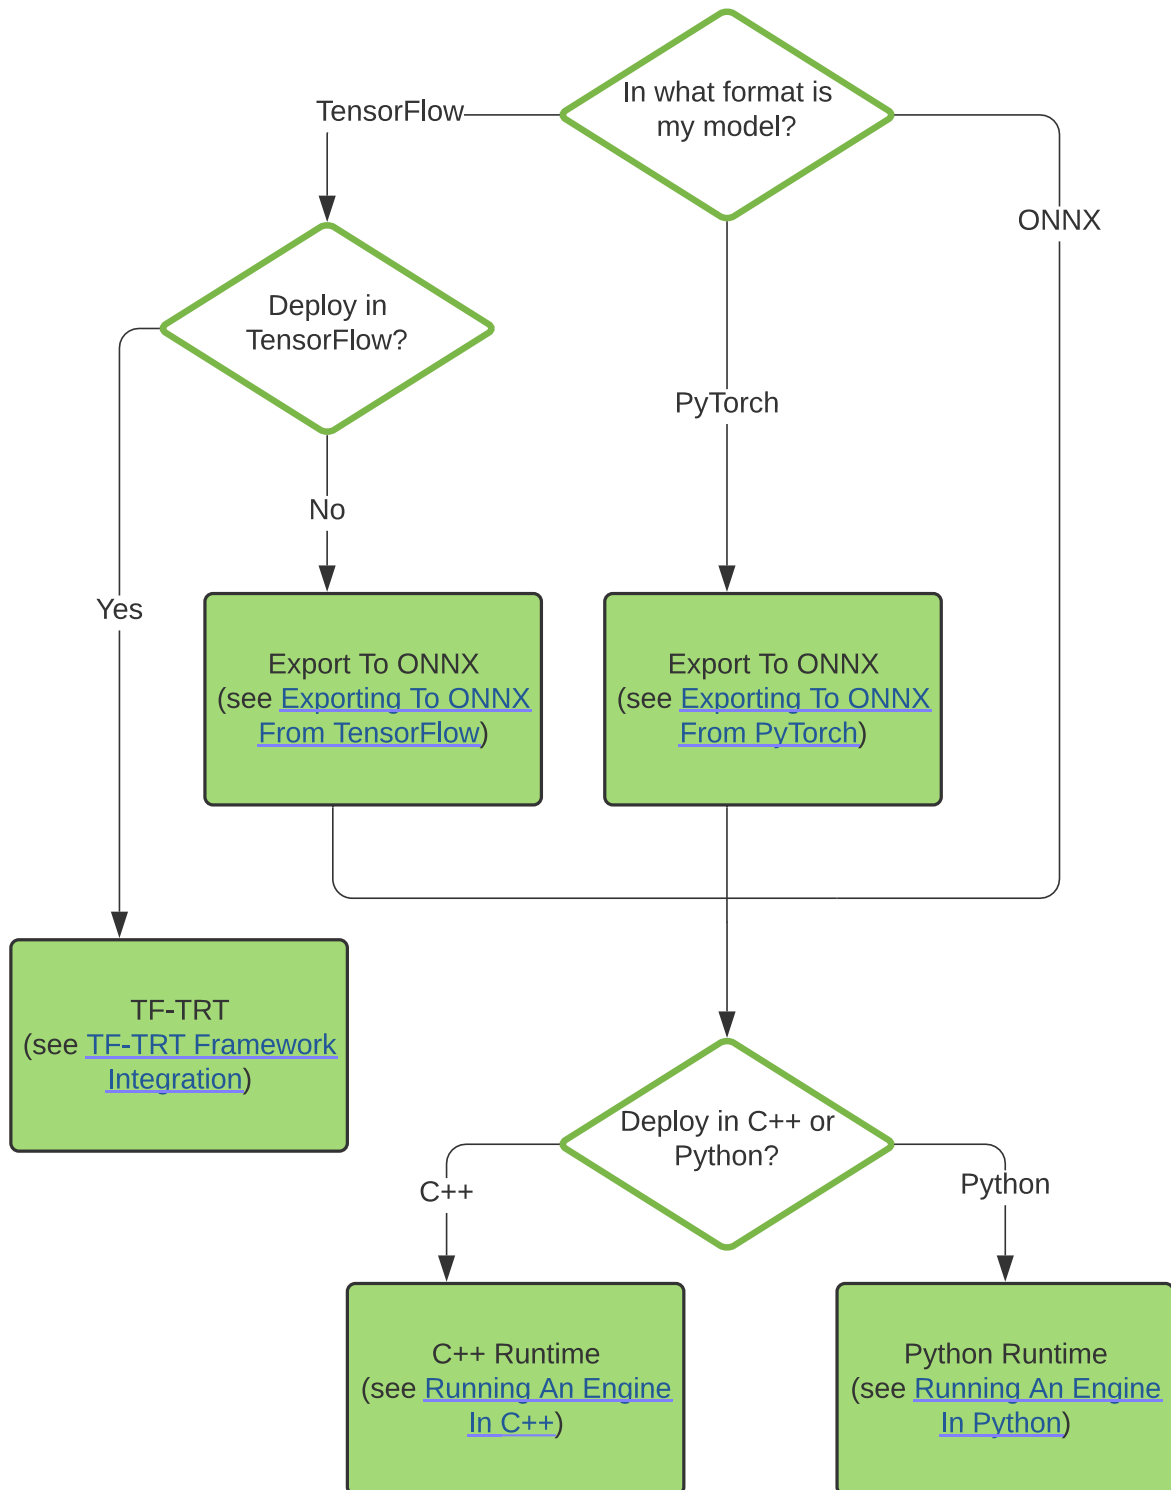 In what format is
my model?
TensorFlow
ONNX
Deploy in
TensorFlow?
PyTorch
No
Yes
Export To ONNX
(see Exporting To ONNX
From TensorFlow)
Export To ONNX
(see Exporting To ONNX
From PyTorch)
TF-TRT
(see TF-TRT Framework
Integration)
Deploy in C++ or
Python?
C++
Python
C++ Runtime
(see Running An Engine
In C++)
Python Runtime
(see Running An Engine
In Python)